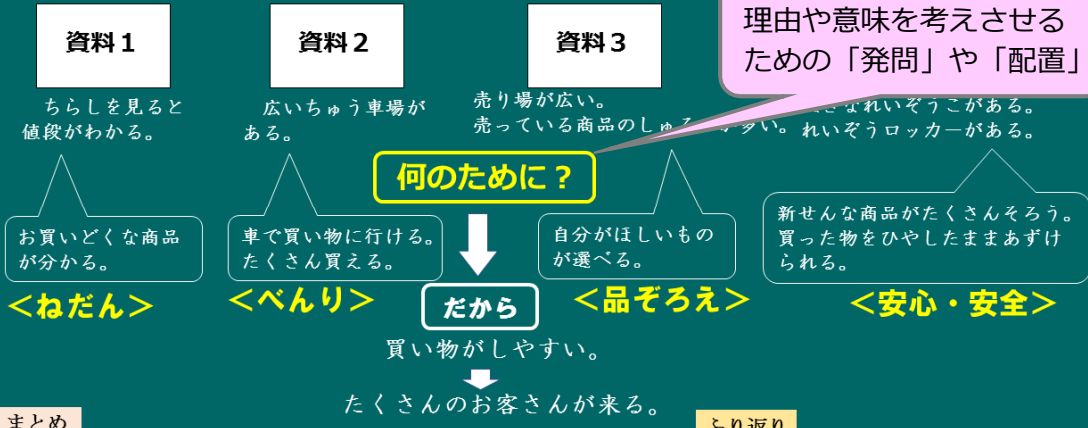 資料1
資料2
資料3
理由や意味を考えさせる
ための「発問」や「配置」
ちらしを見ると
値段がわかる。
広いちゅう車場が
ある。
売り場が広い。
売っている商品のしゅ
多い。
なれいぞうこがある。
れいぞうロッカーがある。
何のために？
お買いどくな商品
が分かる。
車で買い物に行ける。
たくさん買える。
自分がほしいもの
が選べる。
新せんな商品がたくさんそろう。
買った物をひやしたままあずけ
られる。
＜ねだん＞
＜べんり＞
だから
＜品ぞろえ＞
＜安心・安全＞
買い物がしやすい。
たくさんのお客さんが来る。
まとめ
ふり返り